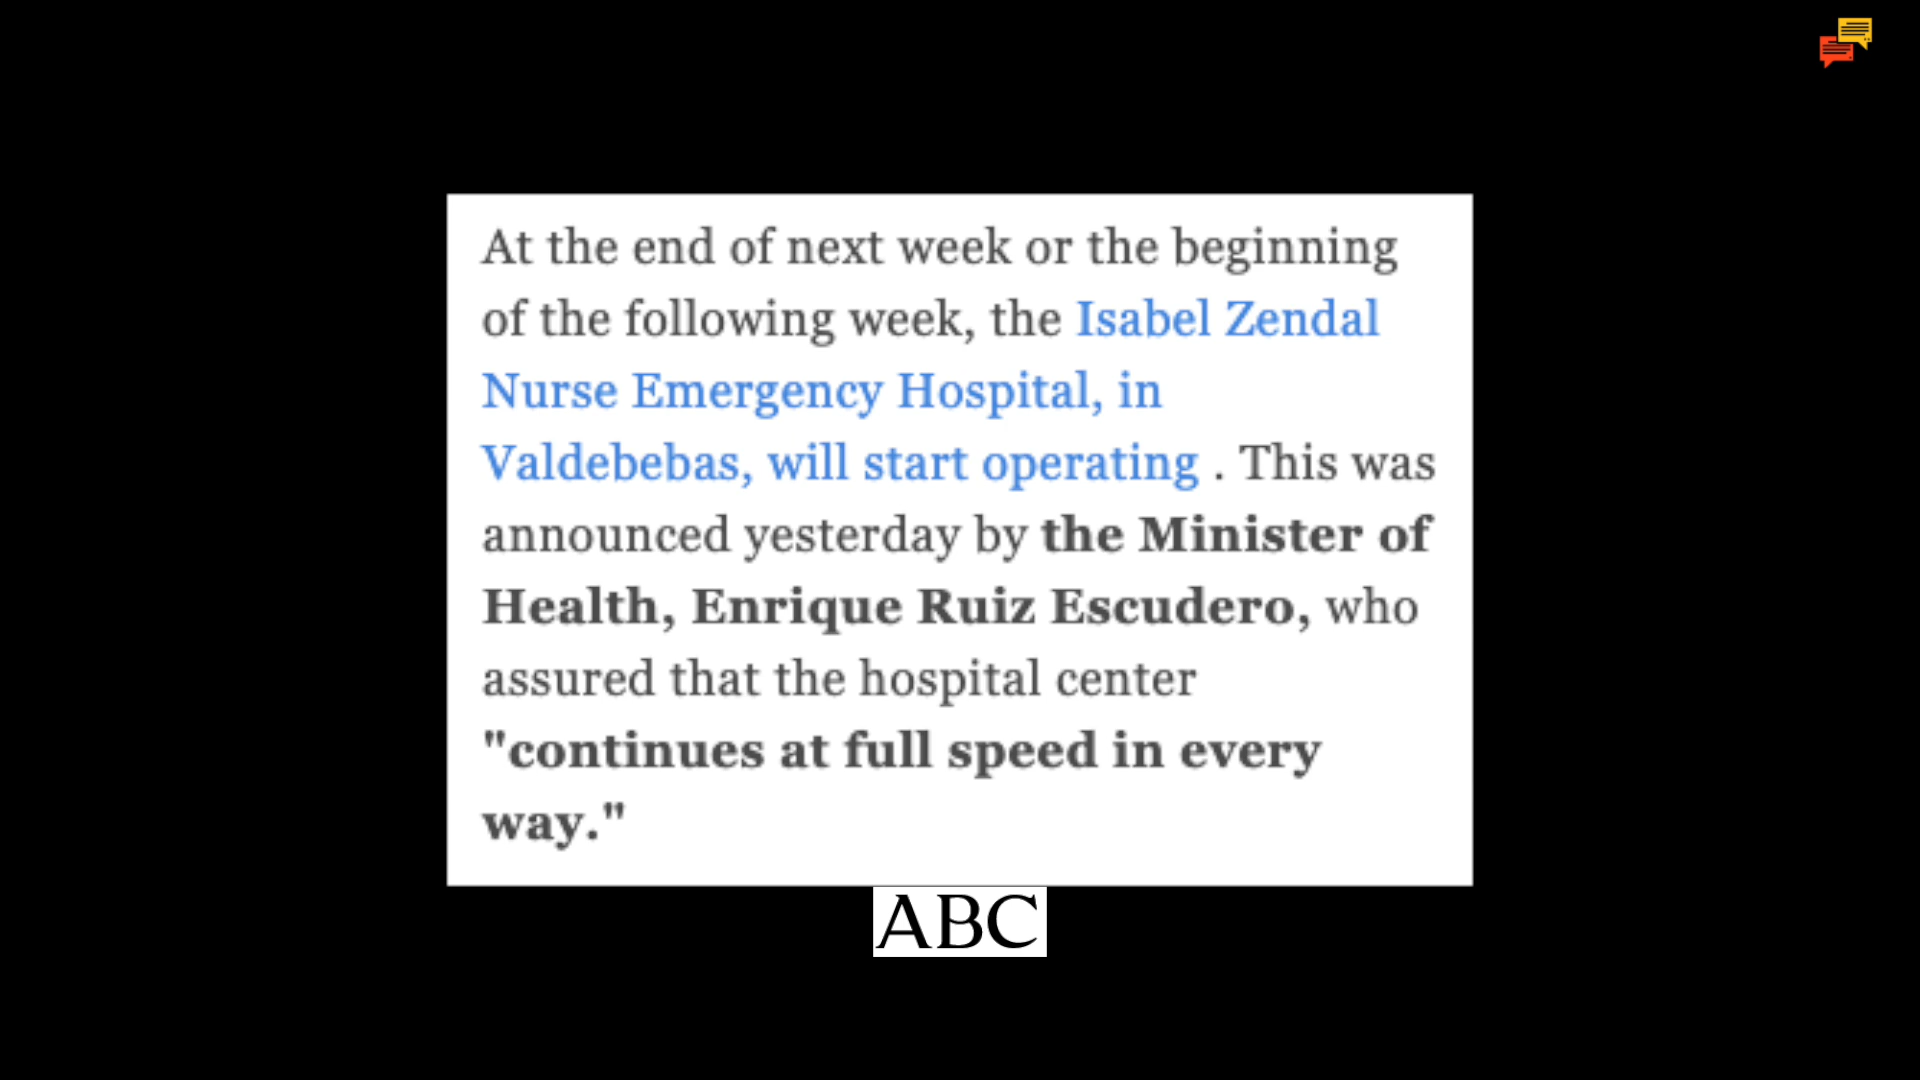 At the end of next week or the beginning
of the following week, the Isabel Zendal
Nurse Emergency Hospital, in
Valdebebas, will start operating . This was
announced yesterday by the Minister of
Health, Enrique Ruiz Escudero, who
assured that the hospital center
"continues at full speed in every
way."
ABC